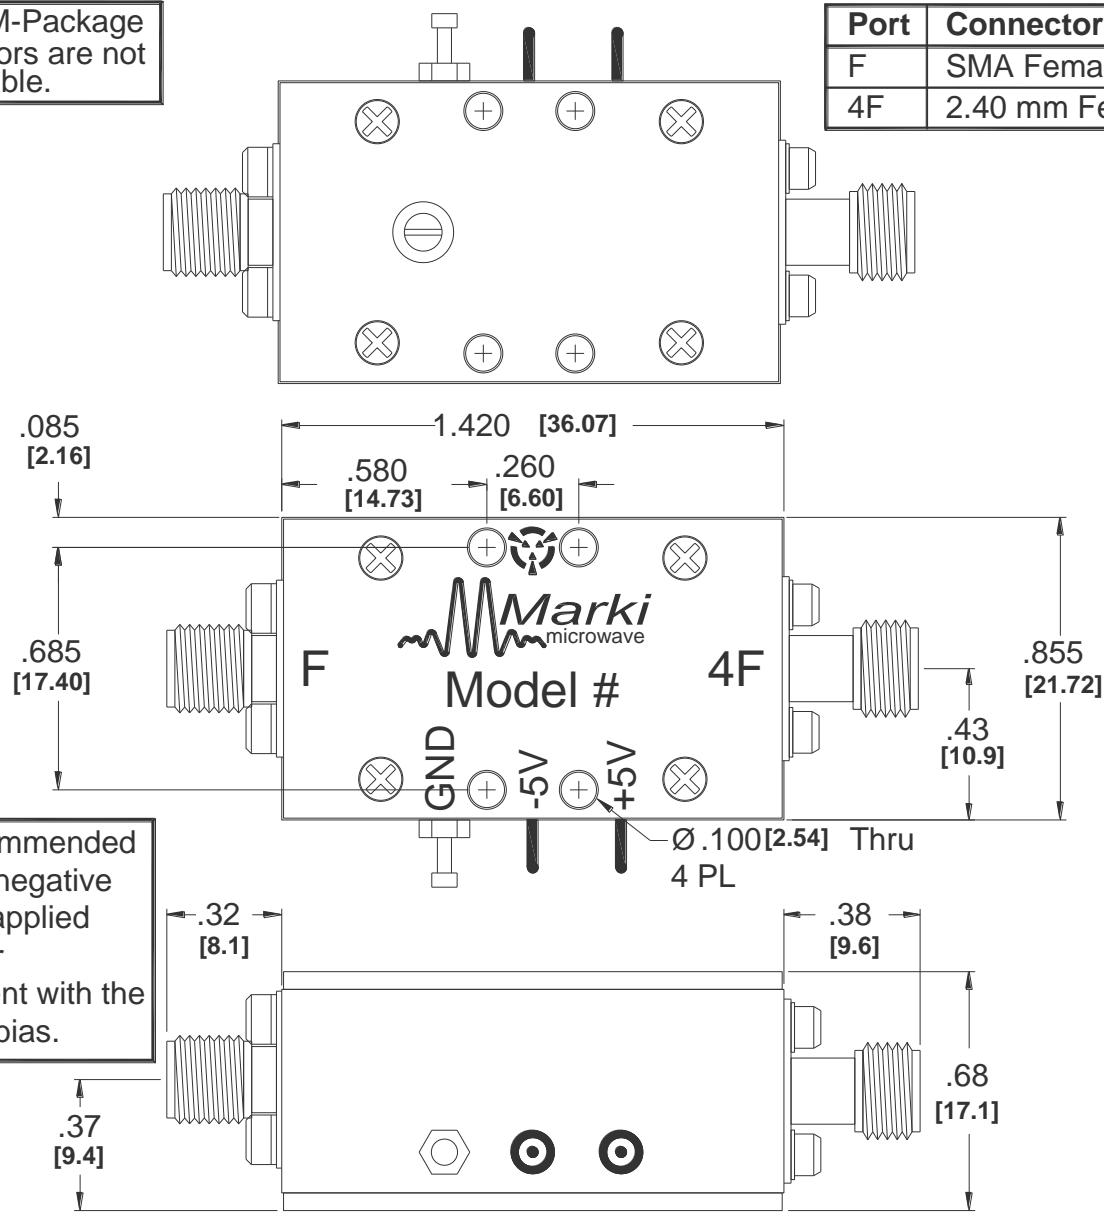 M-Package
ors are not
ble.
Port Connector
F SMA Fema
4F 2.40 mm Fe
.085
[2.16]
1.420 [36.07]
.580
[14.73]
.260
[6.60]
Marki
microwave
.685
[17.40]
F
4F
Model #
.855
[21.72]
.43
[10.9]
GND
-5V
+5V
Ø.100[2.54] Thru
4 PL
mmended
negative
applied
ent with the
bias.
.32
[8.1]
.38
[9.6]
.37
[9.4]
.68
[17.1]